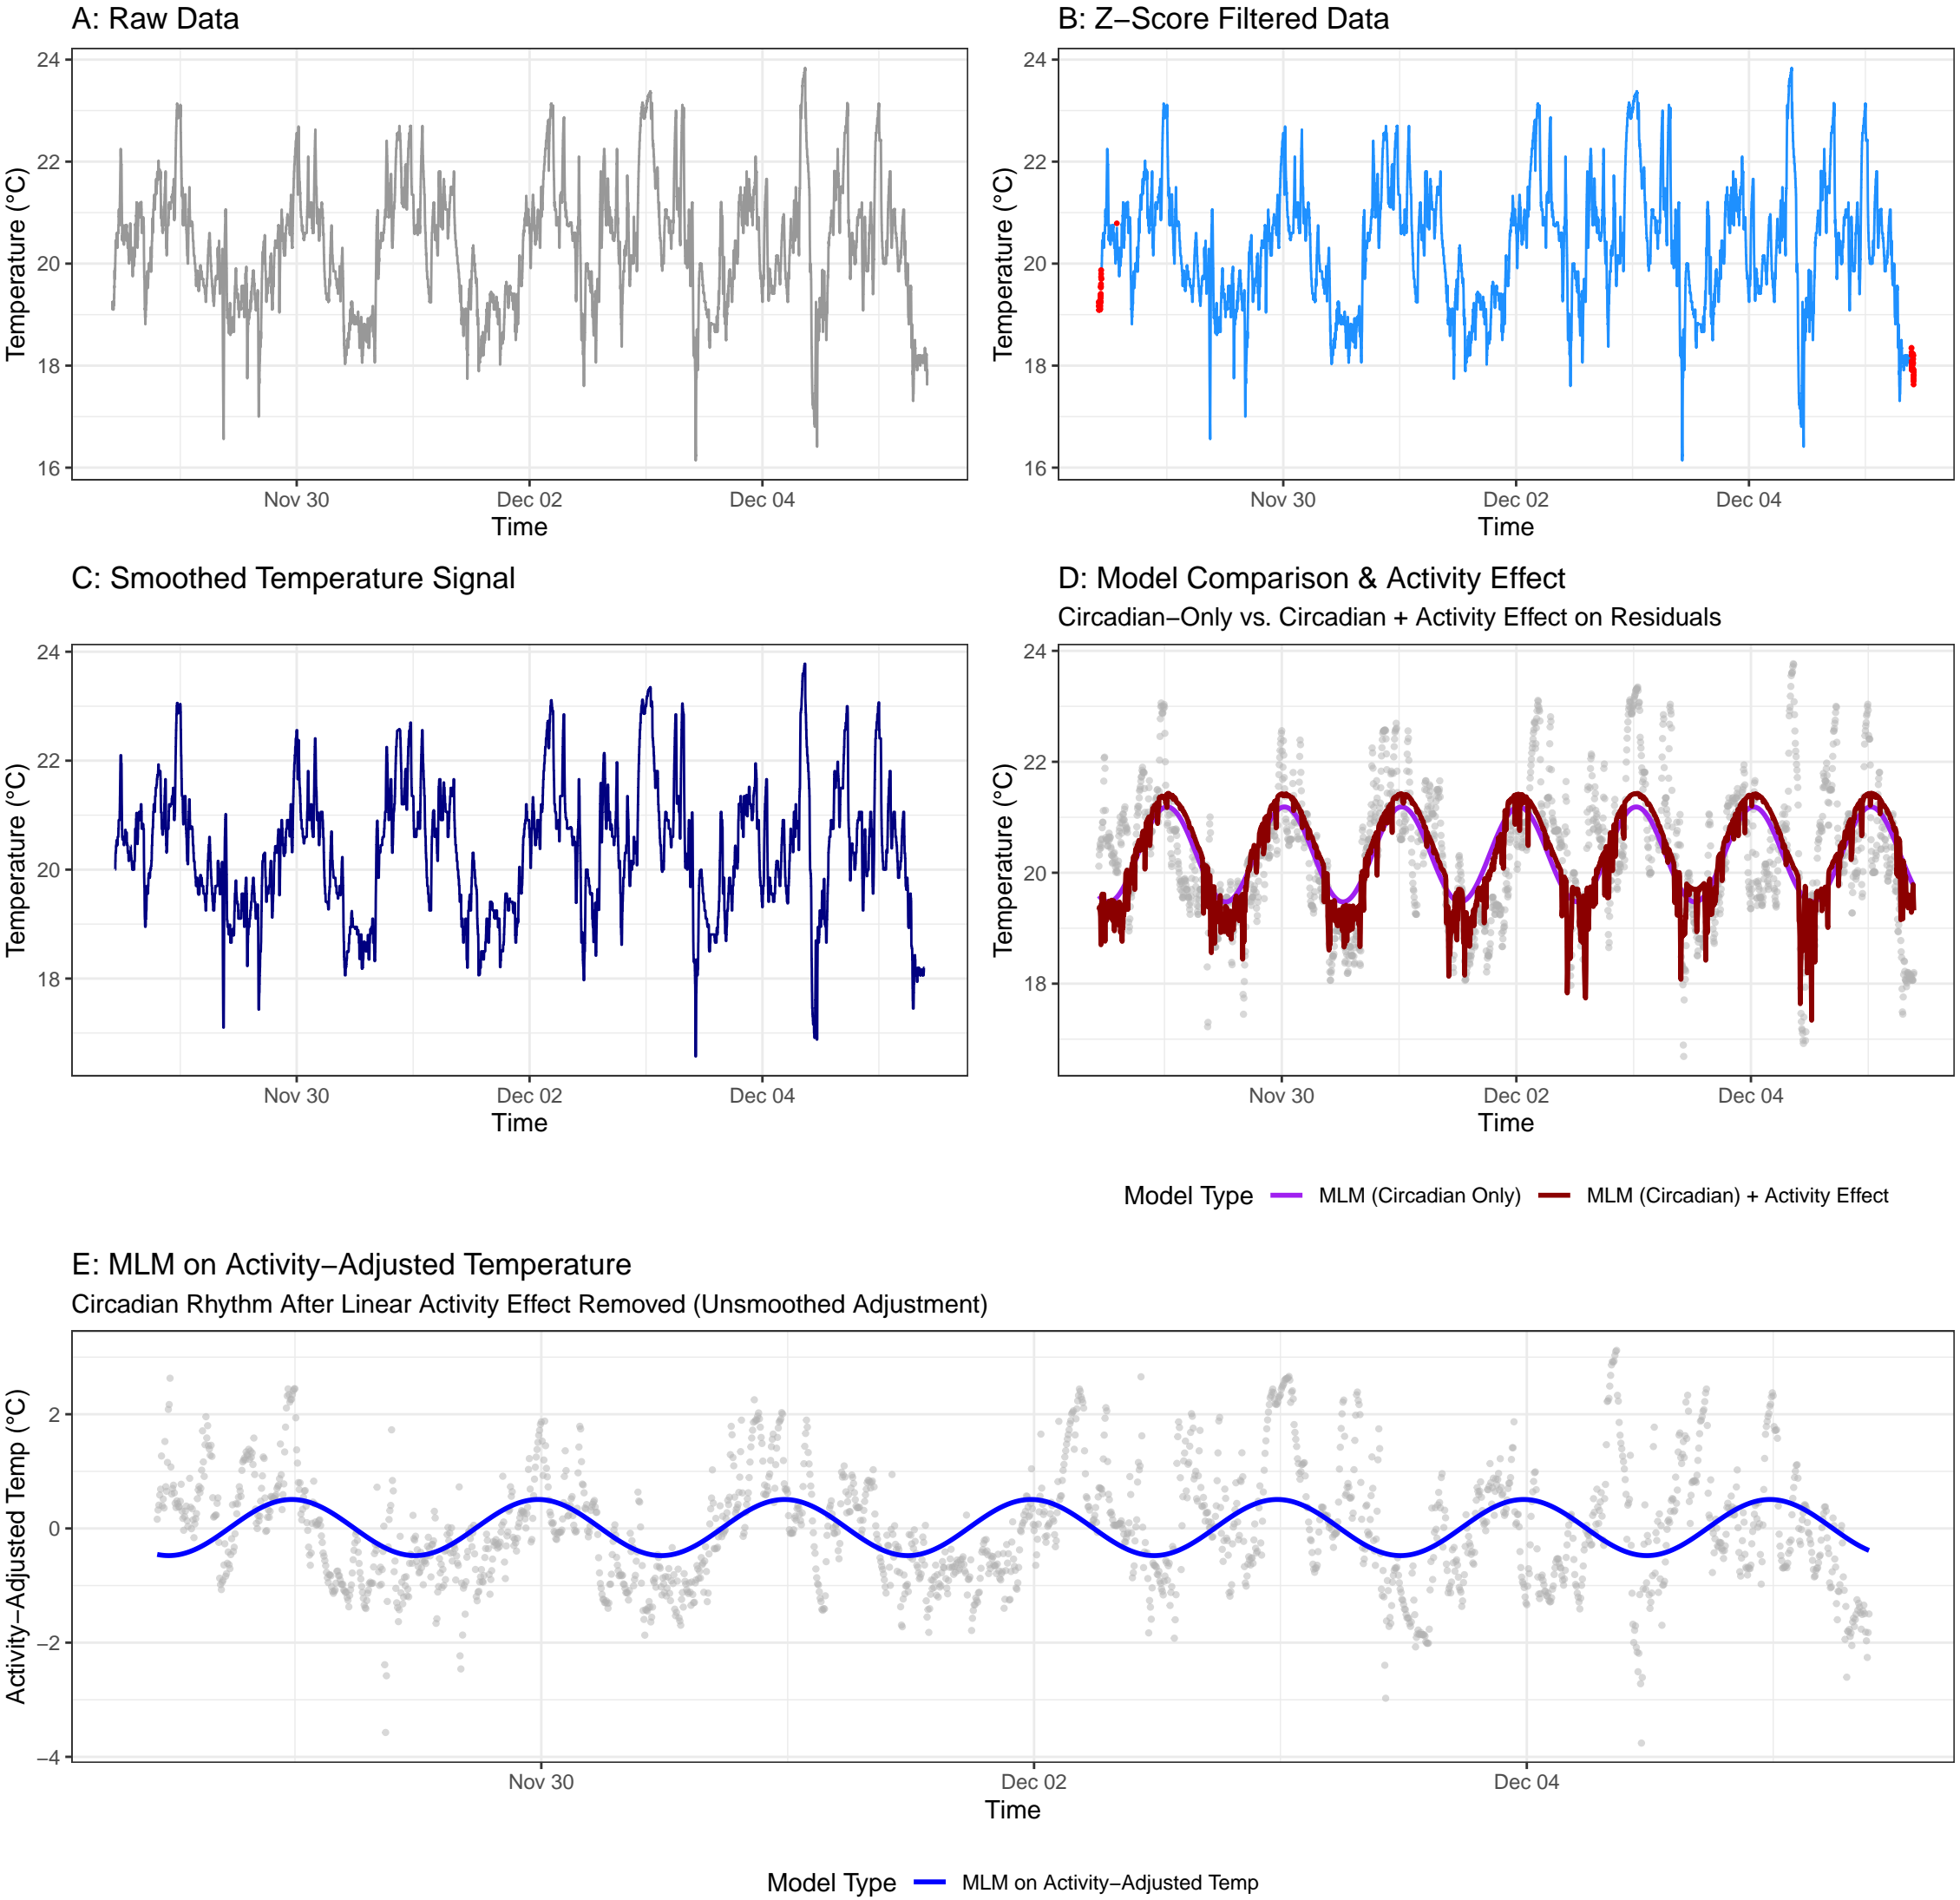 A: Raw Data
24
22
20
18
16
Temperature (°C)
Nov 30 Dec 02 Dec 04
Time
B: Z−Score Filtered Data
24
22
20
18
16
Temperature (°C)
Nov 30 Dec 02 Dec 04
Time
C: Smoothed Temperature Signal
24
22
20
18
Temperature (°C)
Nov 30 Dec 02 Dec 04
Time
D: Model Comparison & Activity Effect
Circadian−Only vs. Circadian + Activity Effect on Residuals
24
22
20
18
Temperature (°C)
Nov 30 Dec 02 Dec 04
Time
Model Type MLM (Circadian Only) MLM (Circadian) + Activity Effect
E: MLM on Activity−Adjusted Temperature
Circadian Rhythm After Linear Activity Effect Removed (Unsmoothed Adjustment)
2
0
−2
−4
Activity−Adjusted Temp (°C)
Nov 30 Dec 02 Dec 04
Time
Model Type MLM on Activity−Adjusted Temp